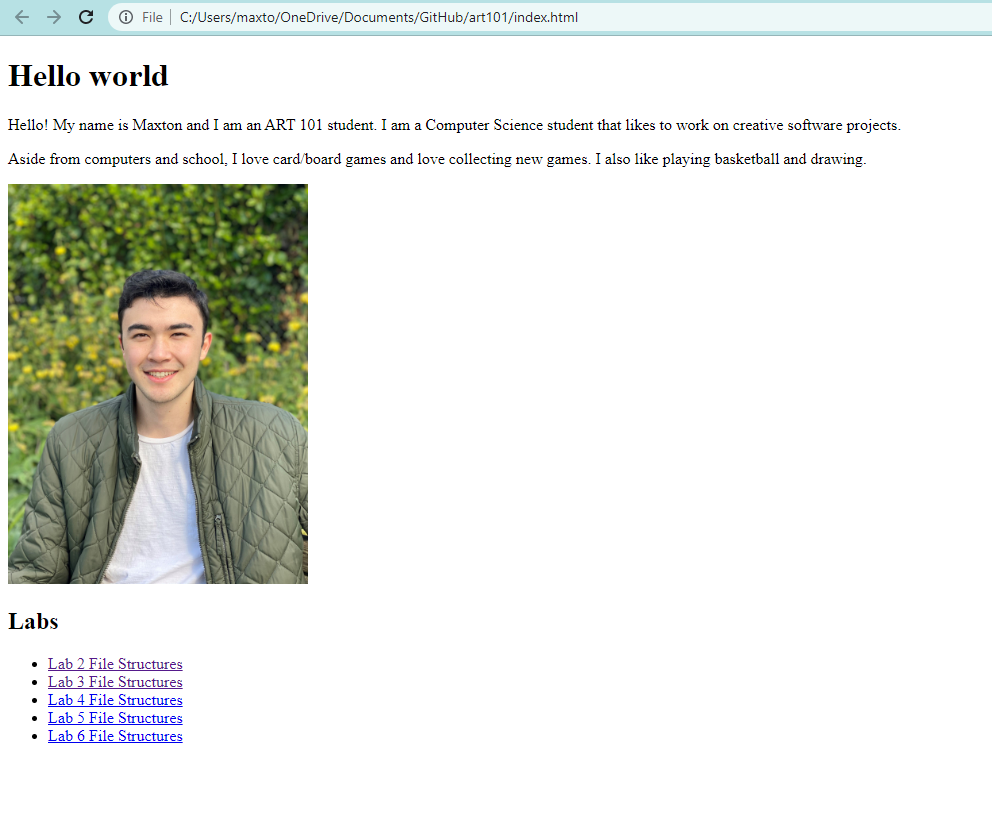 File C:/Users/maxto/OneDrive/Documents/GitHub/art101/index.html
Hello world
Hello! My name is Maxton and I am an ART 101 student. I am a Computer Science student that likes to work on creative software projects.
Aside from computers and school, I love card/board games and love collecting new games. I also like playing basketball and drawing.
Labs
Lab 2 File Structures
Lab 3 File Structures
Lab 4 File Structures
Lab 5 File Structures
Lab 6 File Structures